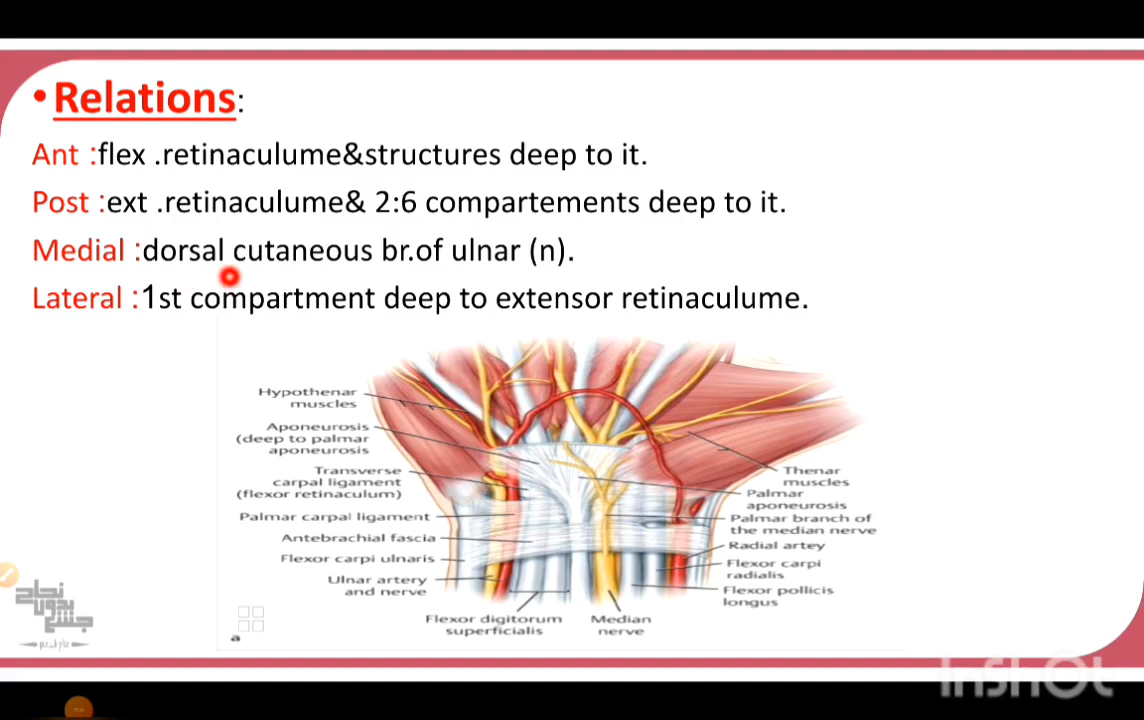 • Relations:
Ant :flex .retinaculume&structures deep to it.
Post :ext .retinaculume& 2:6 compartements deep to it.
Medial :dorsal cutaneous br.of ulnar (n).
Lateral :1st compartment deep to extensor retinaculume.
Hypothenar
muscles
Aponeurosis
(deep to palmar
aponeurosis
Transverse
carpal ligament
(flexor retinaculum)
Palmar carpal ligament
Antebrachial fascia
Flexor carpi ulnaris
Ulnar artery
and nerve
Flexor digitorum
superficialis
Median
nerve
Thenar
muscles
Palmar
aponeurosis
Palmar branch of
the median nerve
Radial artey
Flexor carpi
radialis
Flexor pollicis
longus
a
نجاح
بدون
جشع
InShot